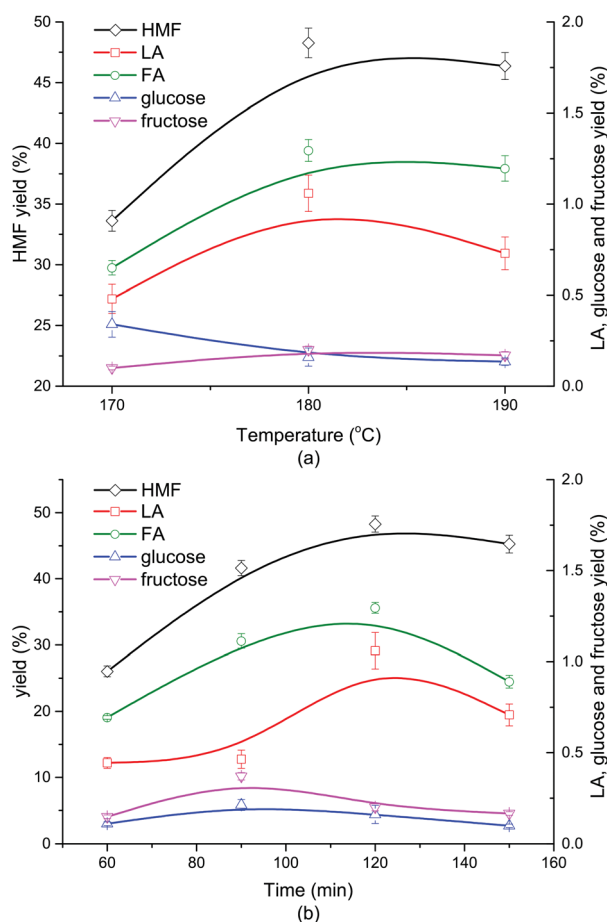 50
45
40
35
30
25
20
HMF yield (%)
HMF
LA
FA
glucose
fructose
2.0
1.5
1.0
0.5
0.0
LA, glucose and fructose yield (%)
170
180
190
Temperature (°C)
(a)
50
40
30
20
10
0
yield (%)
HMF
LA
FA
glucose
fructose
2.0
1.5
1.0
0.5
0.0
LA, glucose and fructose yield (%)
60
80
100
120
140
160
Time (min)
(b)